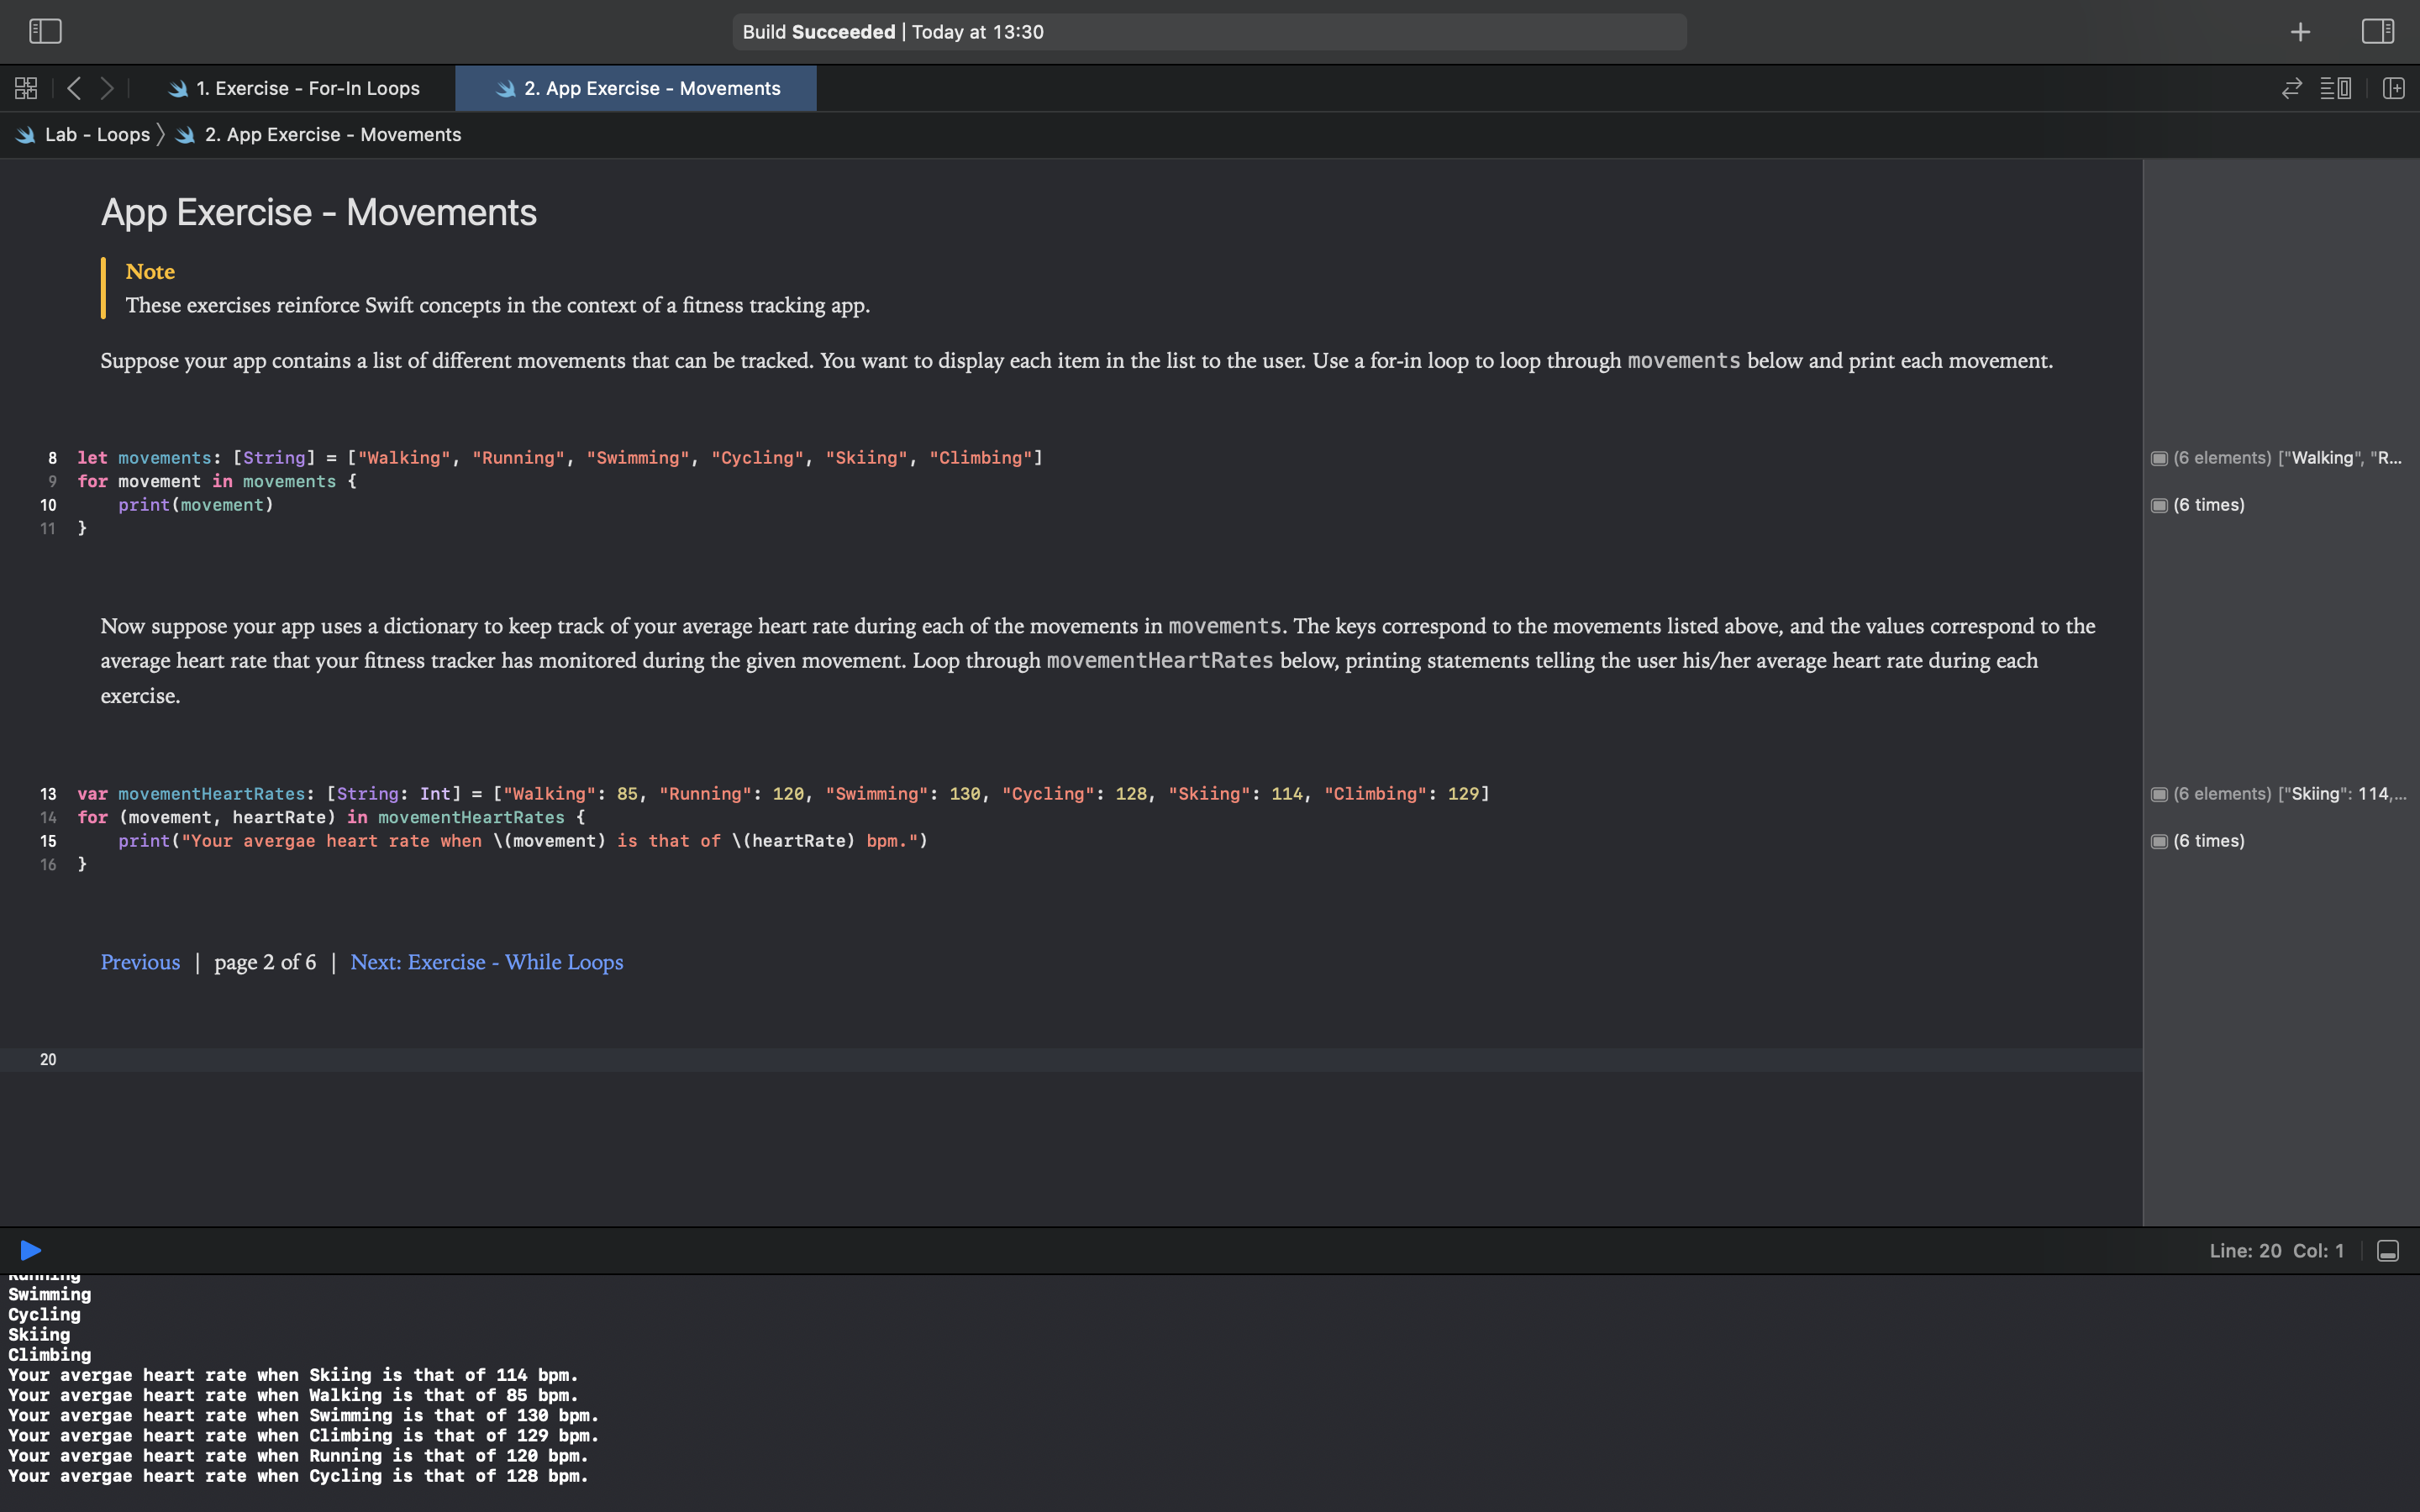 Build Succeeded | Today at 13:30
1. Exercise - For-In Loops
2. App Exercise - Movements
Lab - Loops
2. App Exercise - Movements
App Exercise - Movements
Note
These exercises reinforce Swift concepts in the context of a fitness tracking app.
Suppose your app contains a list of different movements that can be tracked. You want to display each item in the list to the user. Use a for-in loop to loop through movements below and print each movement.
8 let movements: [String] = ["Walking", "Running", "Swimming", "Cycling", "Skiing", "Climbing"]
(6 elements) ["Walking", "R...
9 for movement in movements {
10 print(movement)
(6 times)
11 }
Now suppose your app uses a dictionary to keep track of your average heart rate during each of the movements in movements. The keys correspond to the movements listed above, and the values correspond to the
average heart rate that your fitness tracker has monitored during the given movement. Loop through movementHeartRates below, printing statements telling the user his/her average heart rate during each
exercise.
13 var movementHeartRates: [String: Int] = ["Walking": 85, "Running": 120, "Swimming": 130, "Cycling": 128, "Skiing": 114, "Climbing": 129]
(6 elements) ["Skiing": 114,...
14 for (movement, heartRate) in movementHeartRates {
15 print("Your avergae heart rate when \(movement) is that of \(heartRate) bpm.")
(6 times)
16 }
Previous | page 2 of 6 | Next: Exercise - While Loops
20
Line: 20 Col: 1
Running
Swimming
Cycling
Skiing
Climbing
Your avergae heart rate when Skiing is that of 114 bpm.
Your avergae heart rate when Walking is that of 85 bpm.
Your avergae heart rate when Swimming is that of 130 bpm.
Your avergae heart rate when Climbing is that of 129 bpm.
Your avergae heart rate when Running is that of 120 bpm.
Your avergae heart rate when Cycling is that of 128 bpm.